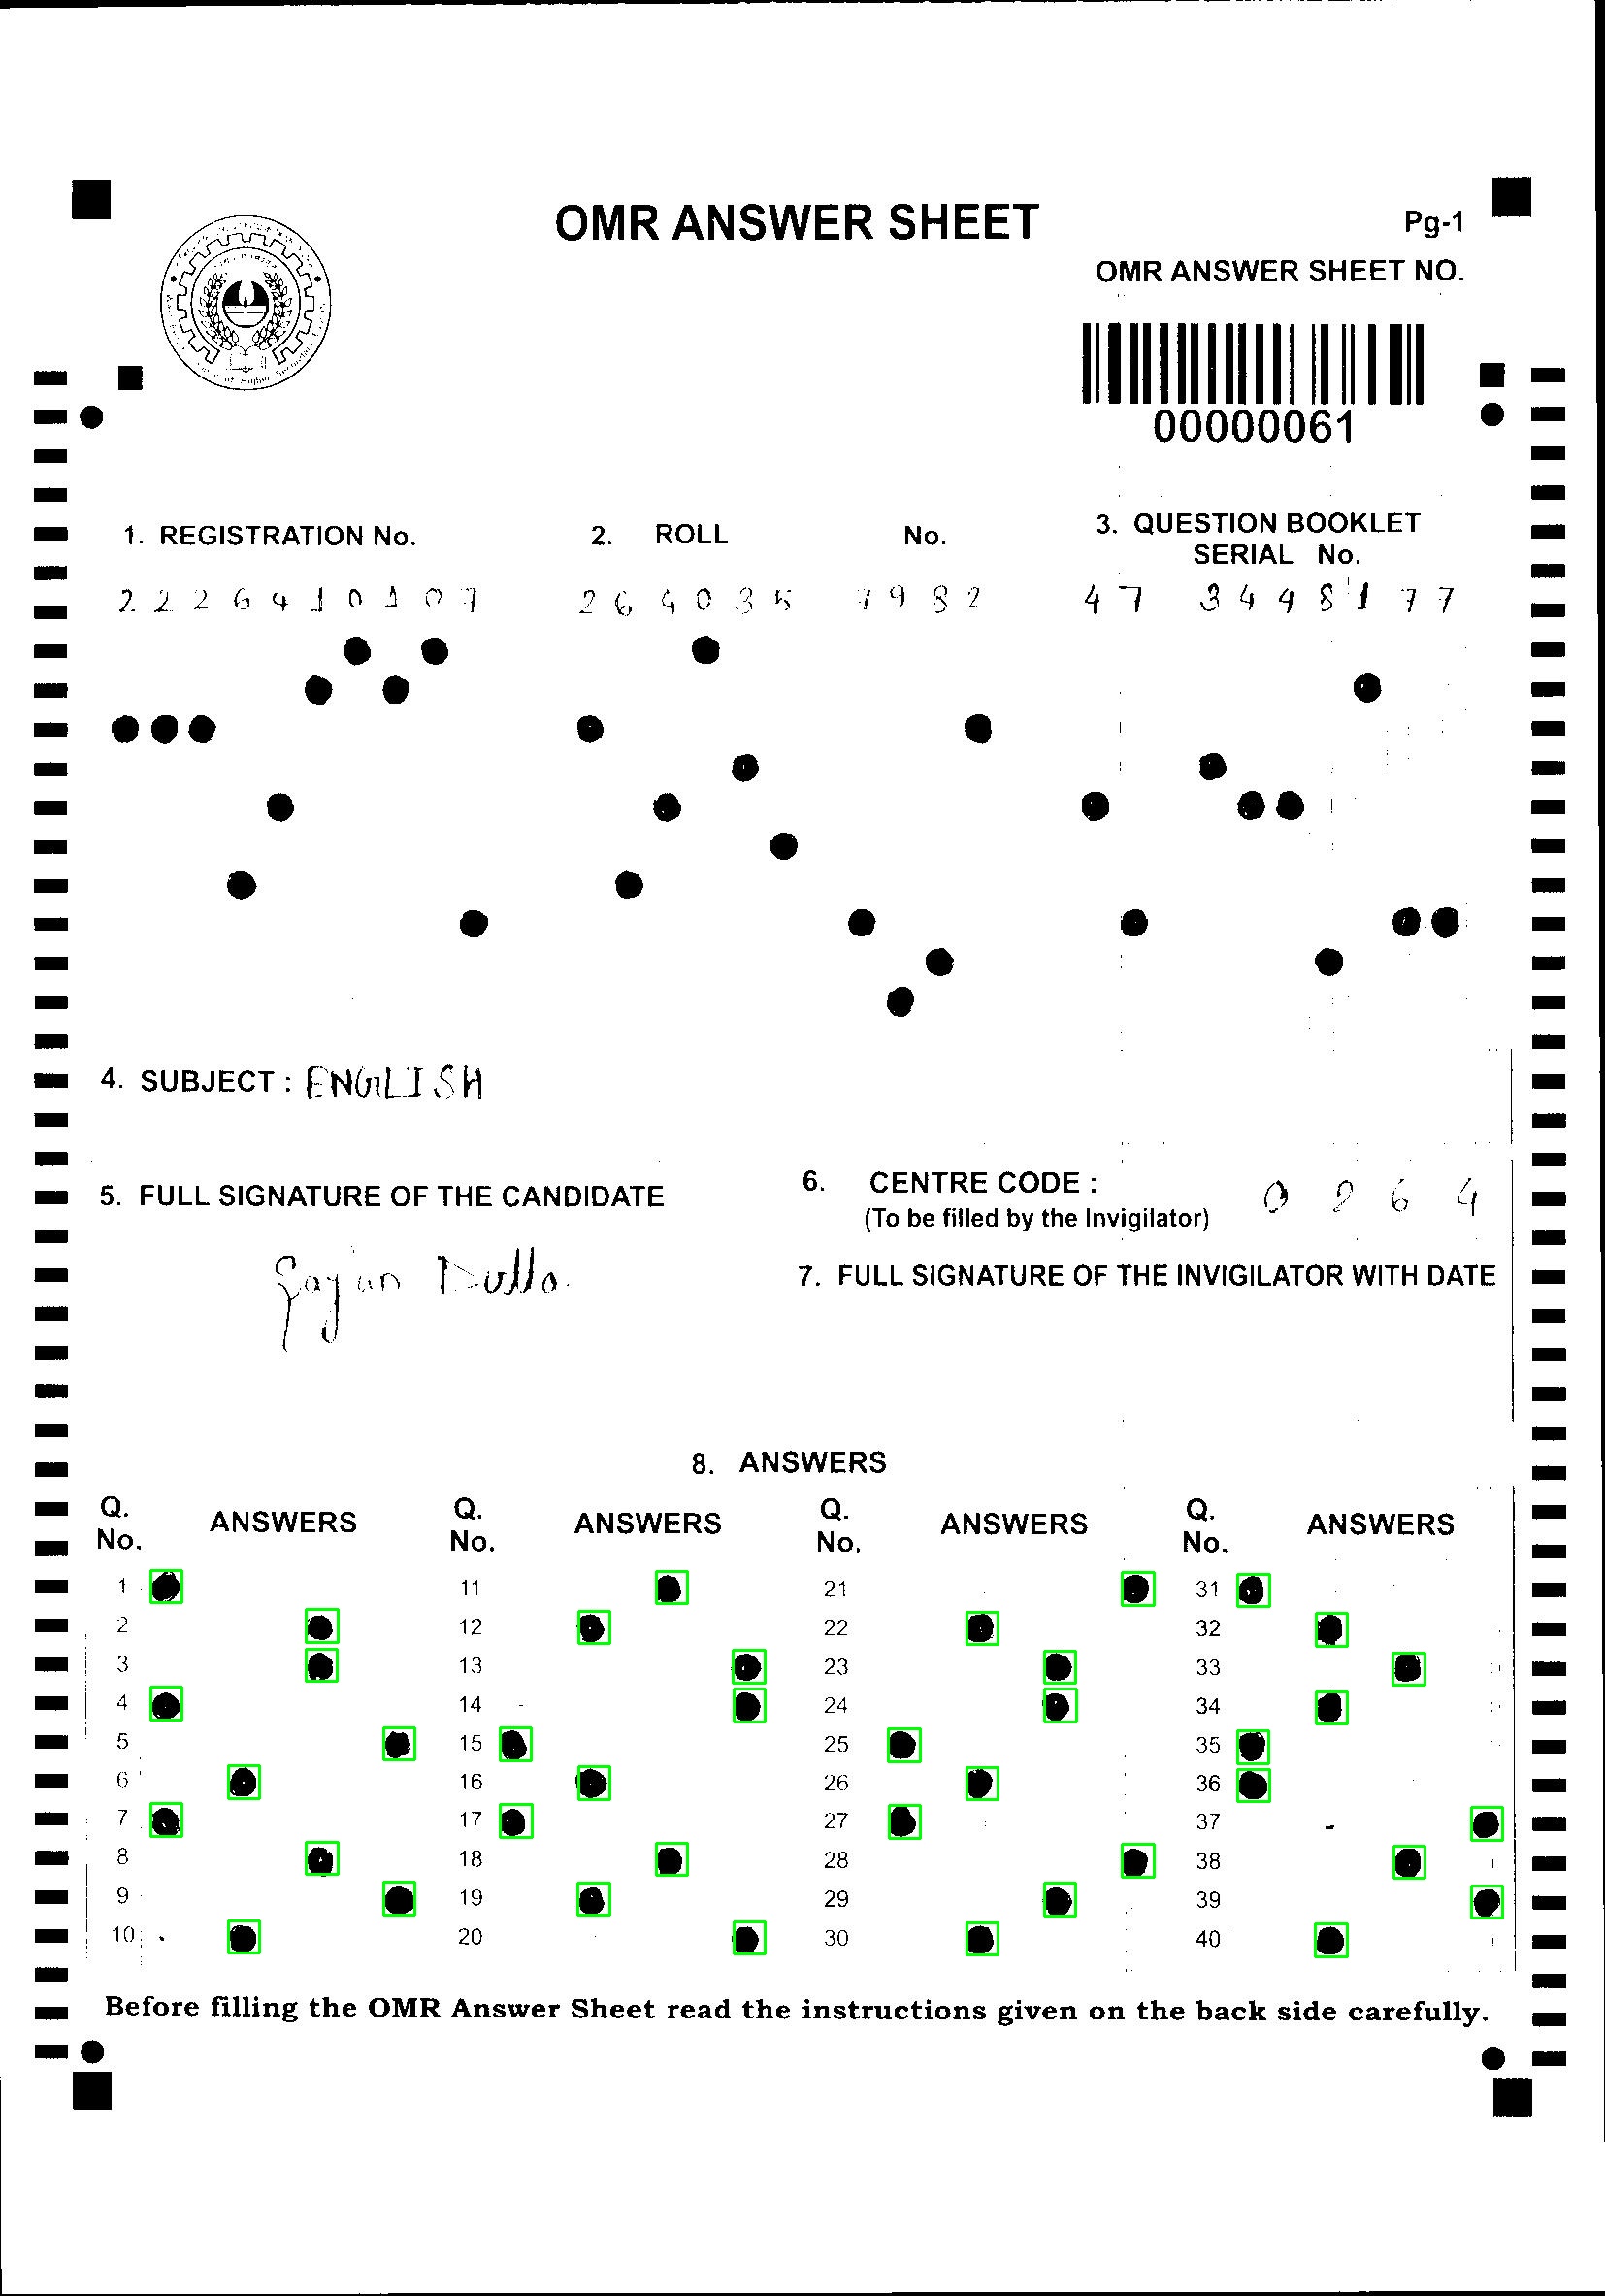 OMR ANSWER SHEET
Pg-1
OMR ANSWER SHEET NO.
00000061
1. REGISTRATION No.
2. ROLL No.
3. QUESTION BOOKLET
SERIAL No.
2 2 2 6 4 1 0 1 0 7
2 6 4 0 3 5 7 9 8 2
4 7 3 4 4 8 1 7 7
4. SUBJECT : ENGLISH
5. FULL SIGNATURE OF THE CANDIDATE
6. CENTRE CODE :
(To be filled by the Invigilator)
0 2 6 4
7. FULL SIGNATURE OF THE INVIGILATOR WITH DATE
8. ANSWERS
Q. No. ANSWERS Q. No. ANSWERS Q. No. ANSWERS Q. No. ANSWERS
1 11 21 31
2 12 22 32
3 13 23 33
4 14 24 34
5 15 25 35
6 16 26 36
7 17 27 37
8 18 28 38
9 19 29 39
10 20 30 40
Before filling the OMR Answer Sheet read the instructions given on the back side carefully.